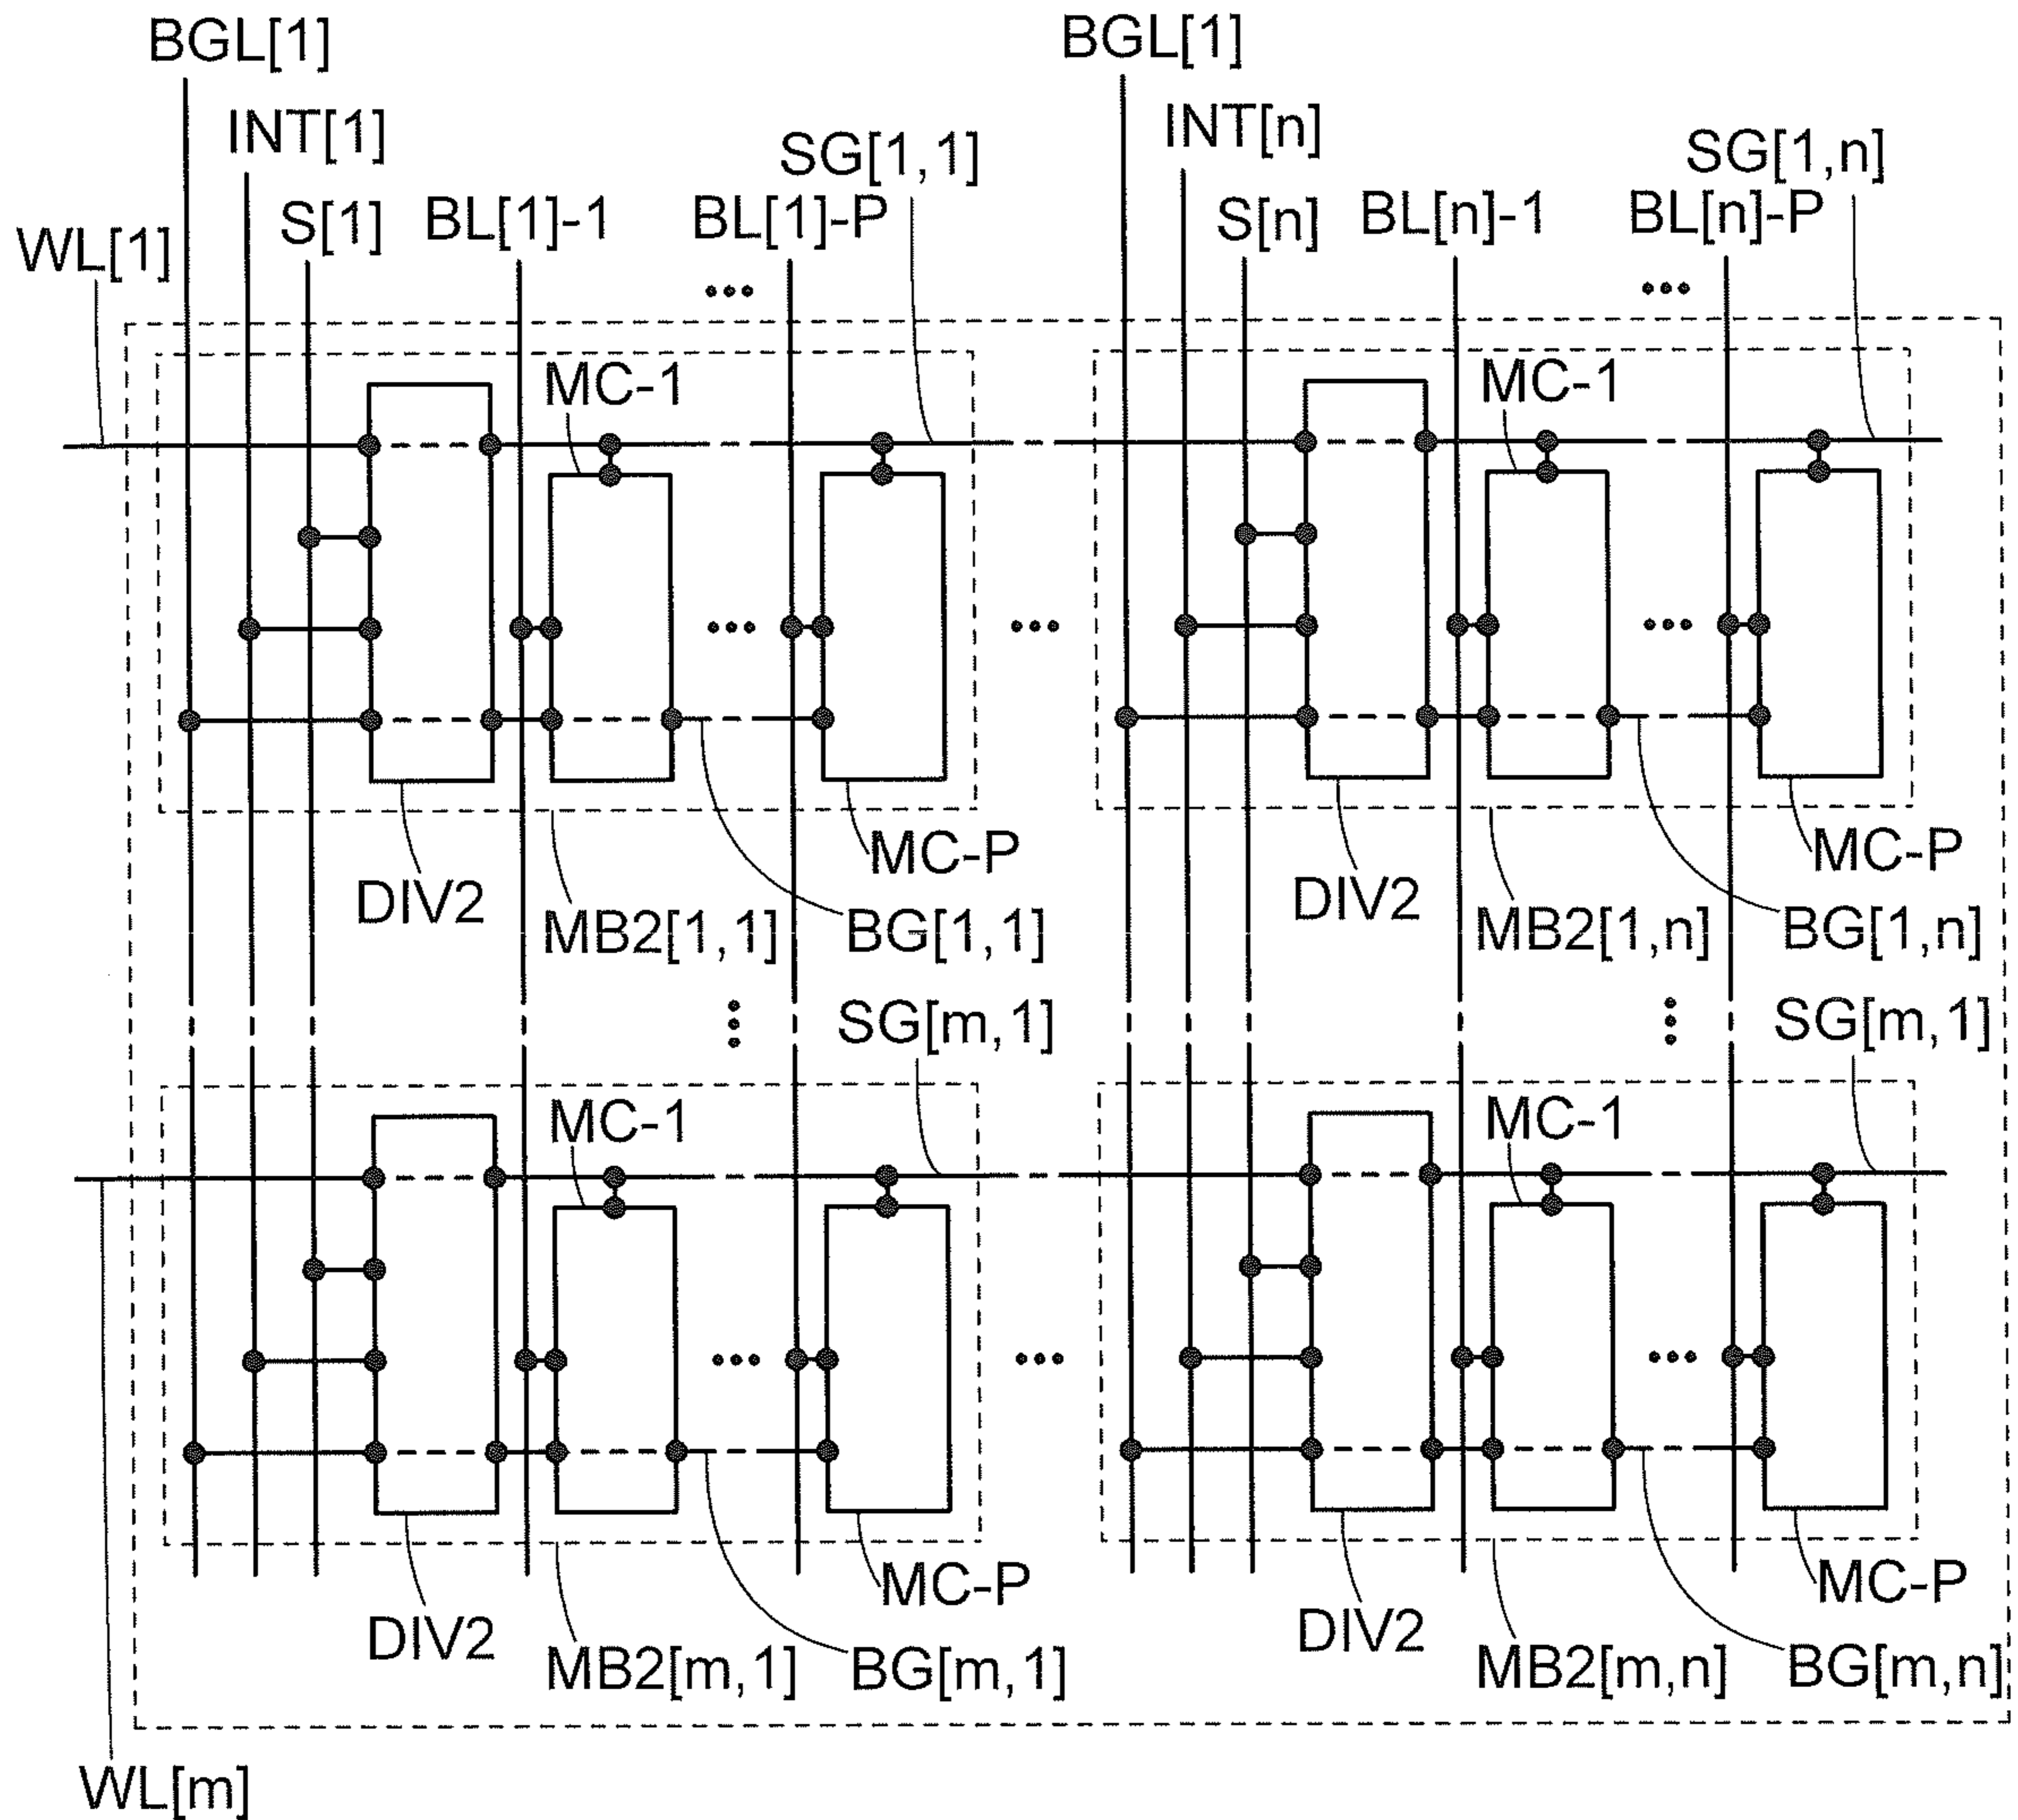 BGL[1]
BGL[1]
INT[1]
INT[n]
SG[1,1]
SG[1,n]
S[1]
BL[1]-1
BL[1]-P
S[n]
BL[n]-1
BL[n]-P
WL[1]
•••
•••
MC-1
MC-1
•••
•••
•••
MC-P
MC-P
DIV2
DIV2
MB2[1,1]
BG[1,1]
MB2[1,n]
BG[1,n]
SG[m,1]
SG[m,1]
MC-1
MC-1
•••
•••
•••
MC-P
MC-P
DIV2
DIV2
MB2[m,1]
BG[m,1]
MB2[m,n]
BG[m,n]
WL[m]